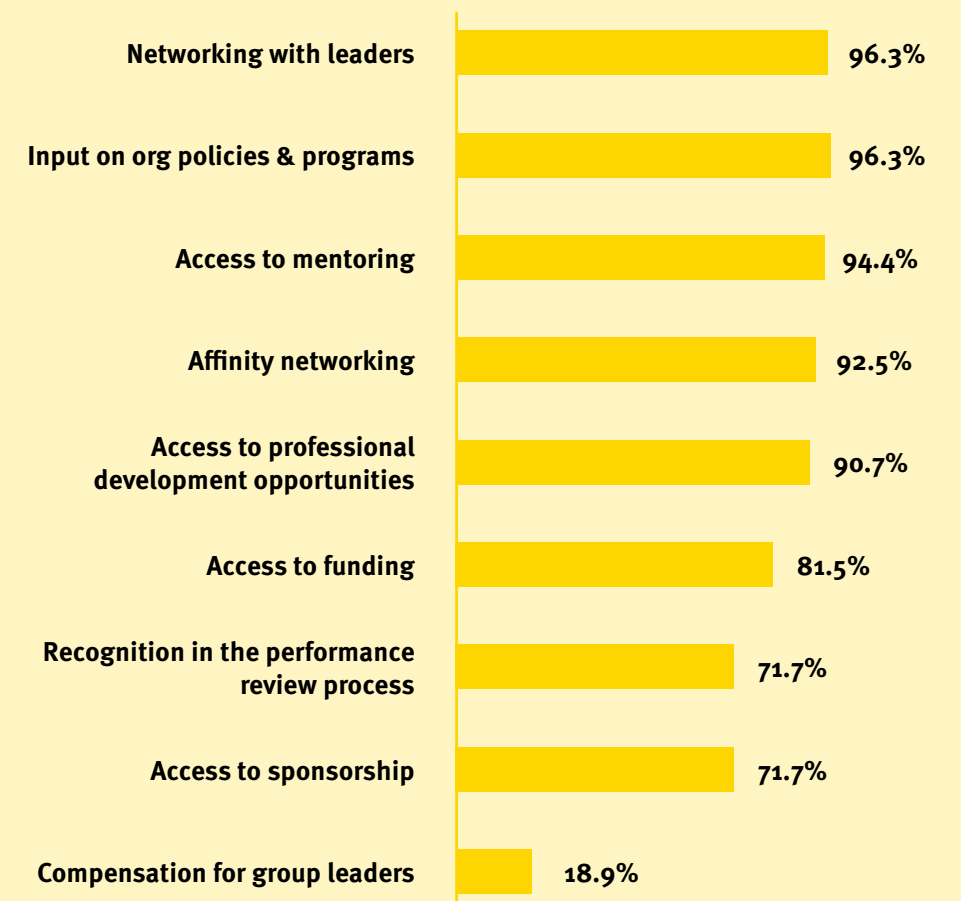 Networking with leaders 96.3%
Input on org policies & programs 96.3%
Access to mentoring 94.4%
Affinity networking 92.5%
Access to professional
development opportunities 90.7%
Access to funding 81.5%
Recognition in the performance
review process 71.7%
Access to sponsorship 71.7%
Compensation for group leaders 18.9%